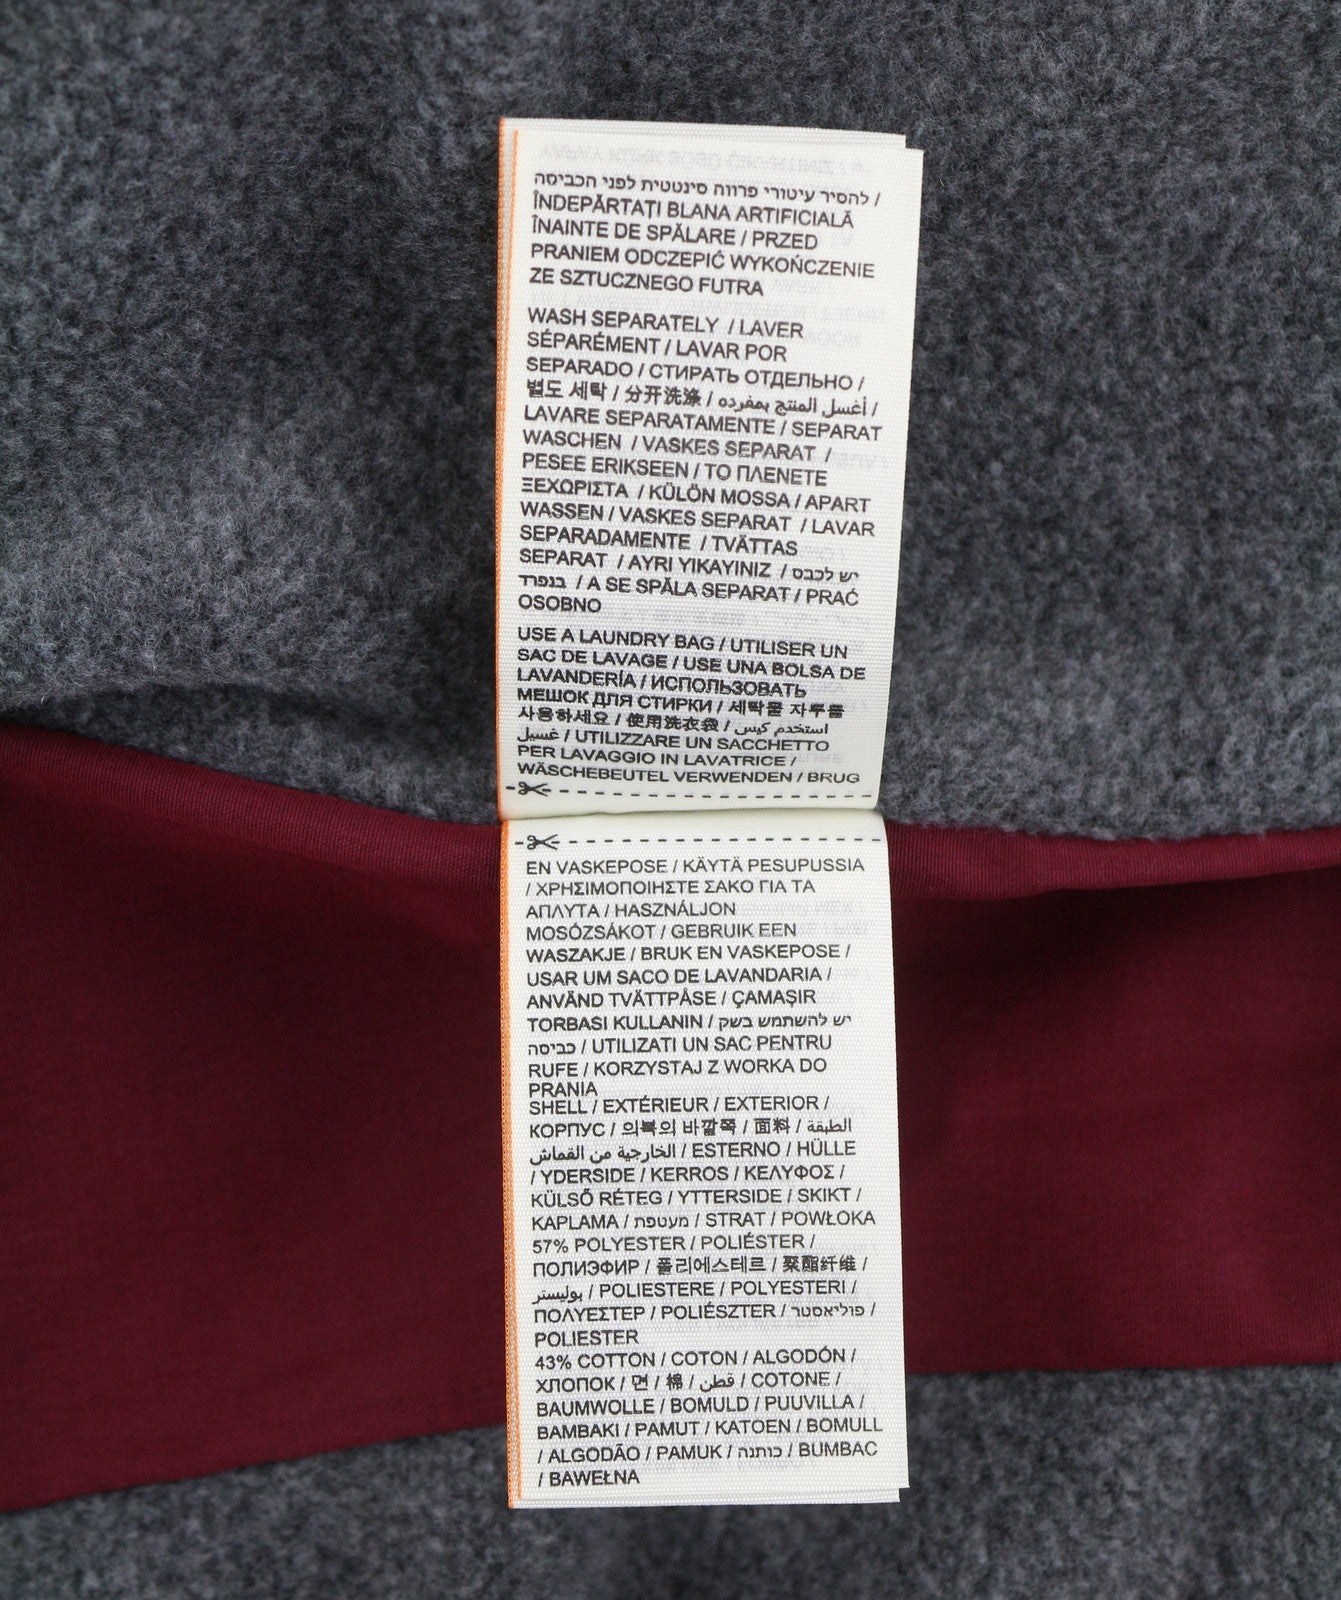 להסיר עיטורי פרווה סינטטית לפני הכביסה /
ÎNDEPĂRTAȚI BLANA ARTIFICIALĂ
ÎNAINTE DE SPĂLARE / PRZED
PRANIEM ODCZEPIĆ WYKOŃCZENIE
ZE SZTUCZNEGO FUTRA
WASH SEPARATELY / LAVER
SÉPARÉMENT / LAVAR POR
SEPARADO / СТИРАТЬ ОТДЕЛЬНО /
별도 세탁 / 分开洗涤 / أغسل المنتج بمفرده /
LAVARE SEPARATAMENTE / SEPARAT
WASCHEN / VASKES SEPARAT /
PESEE ERIKSEEN / ΤΟ ΠΛΕΝΕΤΕ
ΞΕΧΩΡΙΣΤΑ / KÜLÖN MOSSA / APART
WASSEN / VASKES SEPARAT / LAVAR
SEPARADAMENTE / TVÄTTAS
SEPARAT / AYRI YIKAYINIZ / יש לכבס
בנפרד / A SE SPĂLA SEPARAT / PRAĆ
OSOBNO
USE A LAUNDRY BAG / UTILISER UN
SAC DE LAVAGE / USE UNA BOLSA DE
LAVANDERÍA / ИСПОЛЬЗОВАТЬ
МЕШОК ДЛЯ СТИРКИ / 세탁물 자루를
사용하세요 / 使用洗衣袋 / استخدم كيس
غسيل / UTILIZZARE UN SACCHETTO
PER LAVAGGIO IN LAVATRICE /
WÄSCHEBEUTEL VERWENDEN / BRUG
EN VASKEPOSE / KÄYTÄ PESUPUSSIA
/ ΧΡΗΣΙΜΟΠΟΙΗΣΤΕ ΣΑΚΟ ΓΙΑ ΤΑ
ΑΠΛΥΤΑ / HASZNÁLJON
MOSÓZSÁKOT / GEBRUIK EEN
WASZAKJE / BRUK EN VASKEPOSE /
USAR UM SACO DE LAVANDARIA /
ANVÄND TVÄTTPÅSE / ÇAMAŞIR
TORBASI KULLANIN / יש להשתמש בשק
כביסה / UTILIZATI UN SAC PENTRU
RUFE / KORZYSTAJ Z WORKA DO
PRANIA
SHELL / EXTÉRIEUR / EXTERIOR /
КОРПУС / 의복의 바깥쪽 / 面料 / الطبقة
الخارجية من القماش / ESTERNO / HÜLLE
/ YDERSIDE / KERROS / ΚΕΛΥΦΟΣ /
KÜLSŐ RÉTEG / YTTERSIDE / SKIKT /
KAPLAMA / מעטפת / STRAT / POWŁOKA
57% POLYESTER / POLIÉSTER /
ПОЛИЭФИР / 폴리에스테르 / 聚酯纤维 /
بوليستر / POLIESTERE / POLYESTERI /
ΠΟΛΥΕΣΤΕΡ / POLIÉSZTER / פוליאסטר /
POLIESTER
43% COTTON / COTON / ALGODÓN /
ХЛОПОК / 면 / 棉 / قطن / COTONE /
BAUMWOLLE / BOMULD / PUUVILLA /
ΒΑΜΒΑΚΙ / PAMUT / KATOEN / BOMULL
/ ALGODÃO / PAMUK / כותנה / BUMBAC
/ BAWEŁNA